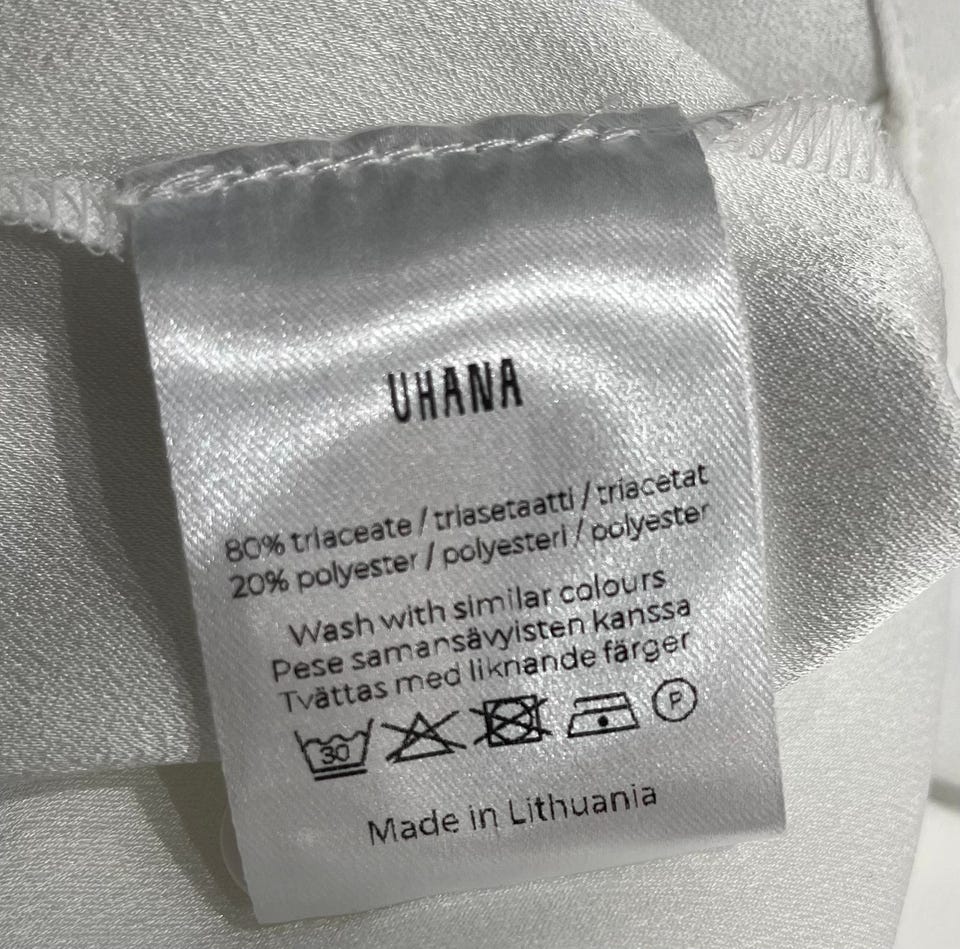 UHANA
80% triaceate / triasetaatti / triacetat
20% polyester / polyesteri / polyester
Wash with similar colours
Pese samansävyisten kanssa
Tvättas med liknande färger
30 P
Made in Lithuania